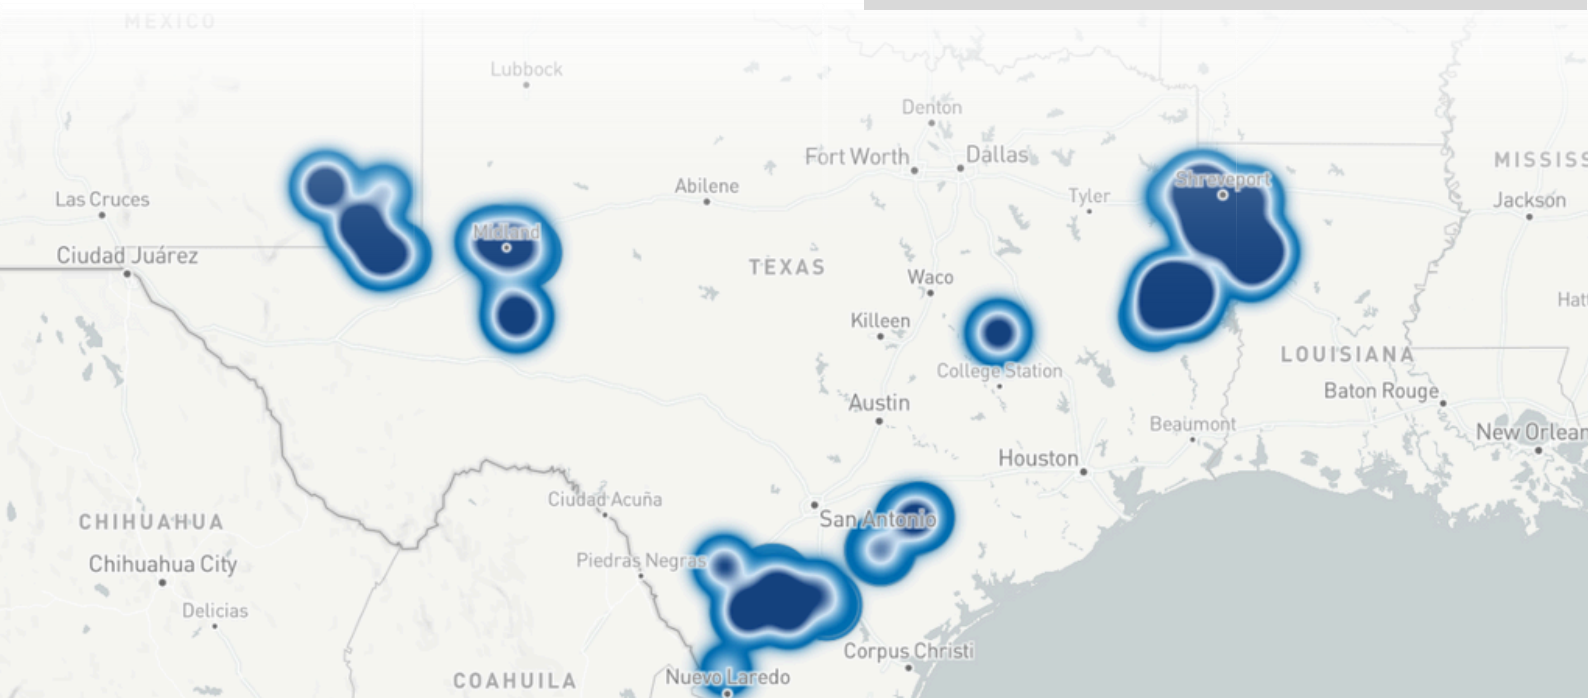 MEXICO
Lubbock
Denton
Fort Worth
Dallas
MISSISS
Abilene
Tyler
Shreveport
Jackson
Las Cruces
Midland
Ciudad Juárez
TEXAS
Waco
Hatt
Killeen
LOUISIANA
College Station
Baton Rouge
Austin
Beaumont
New Orlean
Houston
Ciudad Acuña
CHIHUAHUA
San Antonio
Chihuahua City
Piedras Negras
Delicias
Corpus Christi
COAHUILA
Nuevo Laredo